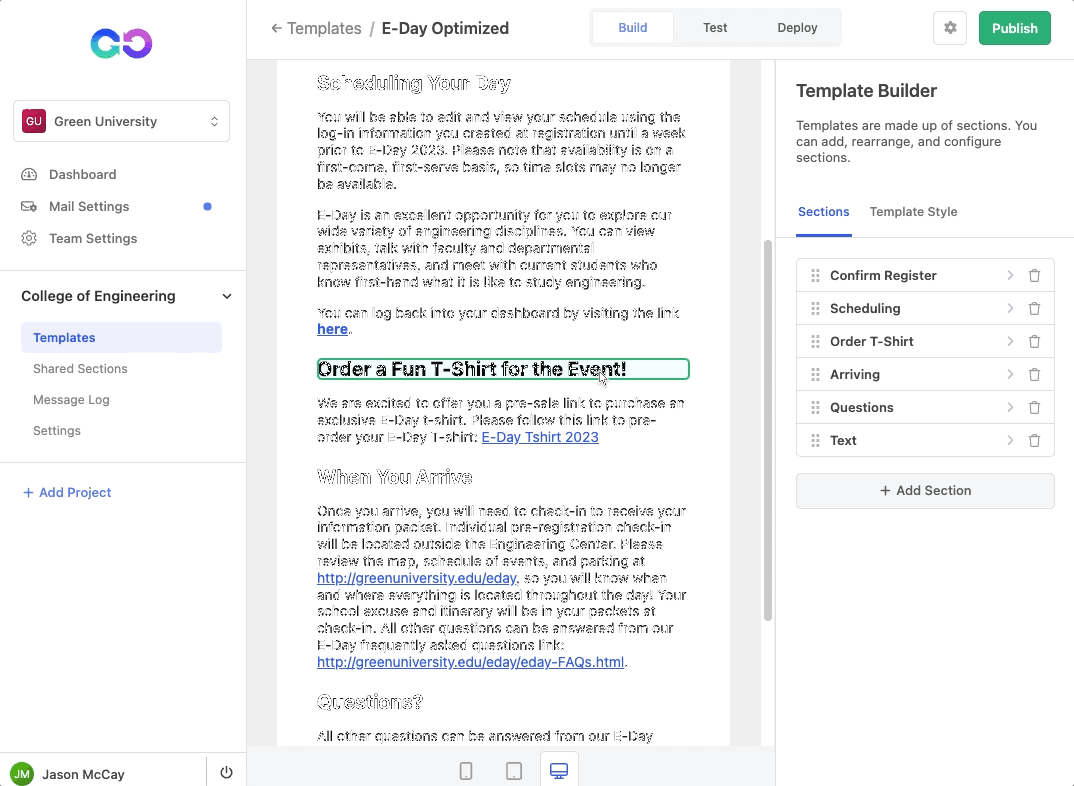 ← Templates / E-Day Optimized
Build
Test
Deploy
Publish
GU Green University
Dashboard
Mail Settings
Team Settings
College of Engineering
Templates
Shared Sections
Message Log
Settings
+ Add Project
JM Jason McCay
Scheduling Your Day
You will be able to edit and view your schedule using the
log-in information you created at registration until a week
prior to E-Day 2023. Please note that availability is on a
first-come, first-serve basis, so time slots may no longer
be available.
E-Day is an excellent opportunity for you to explore our
wide variety of engineering disciplines. You can view
exhibits, talk with faculty and departmental
representatives, and meet with current students who
know first-hand what it is like to study engineering.
You can log back into your dashboard by visiting the link
here.
Order a Fun T-Shirt for the Event!
We are excited to offer you a pre-sale link to purchase an
exclusive E-Day t-shirt. Please follow this link to pre-
order your E-Day T-shirt: E-Day Tshirt 2023
When You Arrive
Once you arrive, you will need to check-in to receive your
information packet. Individual pre-registration check-in
will be located outside the Engineering Center. Please
review the map, schedule of events, and parking at
http://greenuniversity.edu/eday, so you will know when
and where everything is located throughout the day! Your
school excuse and itinerary will be in your packets at
check-in. All other questions can be answered from our
E-Day frequently asked questions link:
http://greenuniversity.edu/eday/eday-FAQs.html.
Questions?
All other questions can be answered from our E-Day
Template Builder
Templates are made up of sections. You
can add, rearrange, and configure
sections.
Sections
Template Style
Confirm Register
Scheduling
Order T-Shirt
Arriving
Questions
Text
+ Add Section